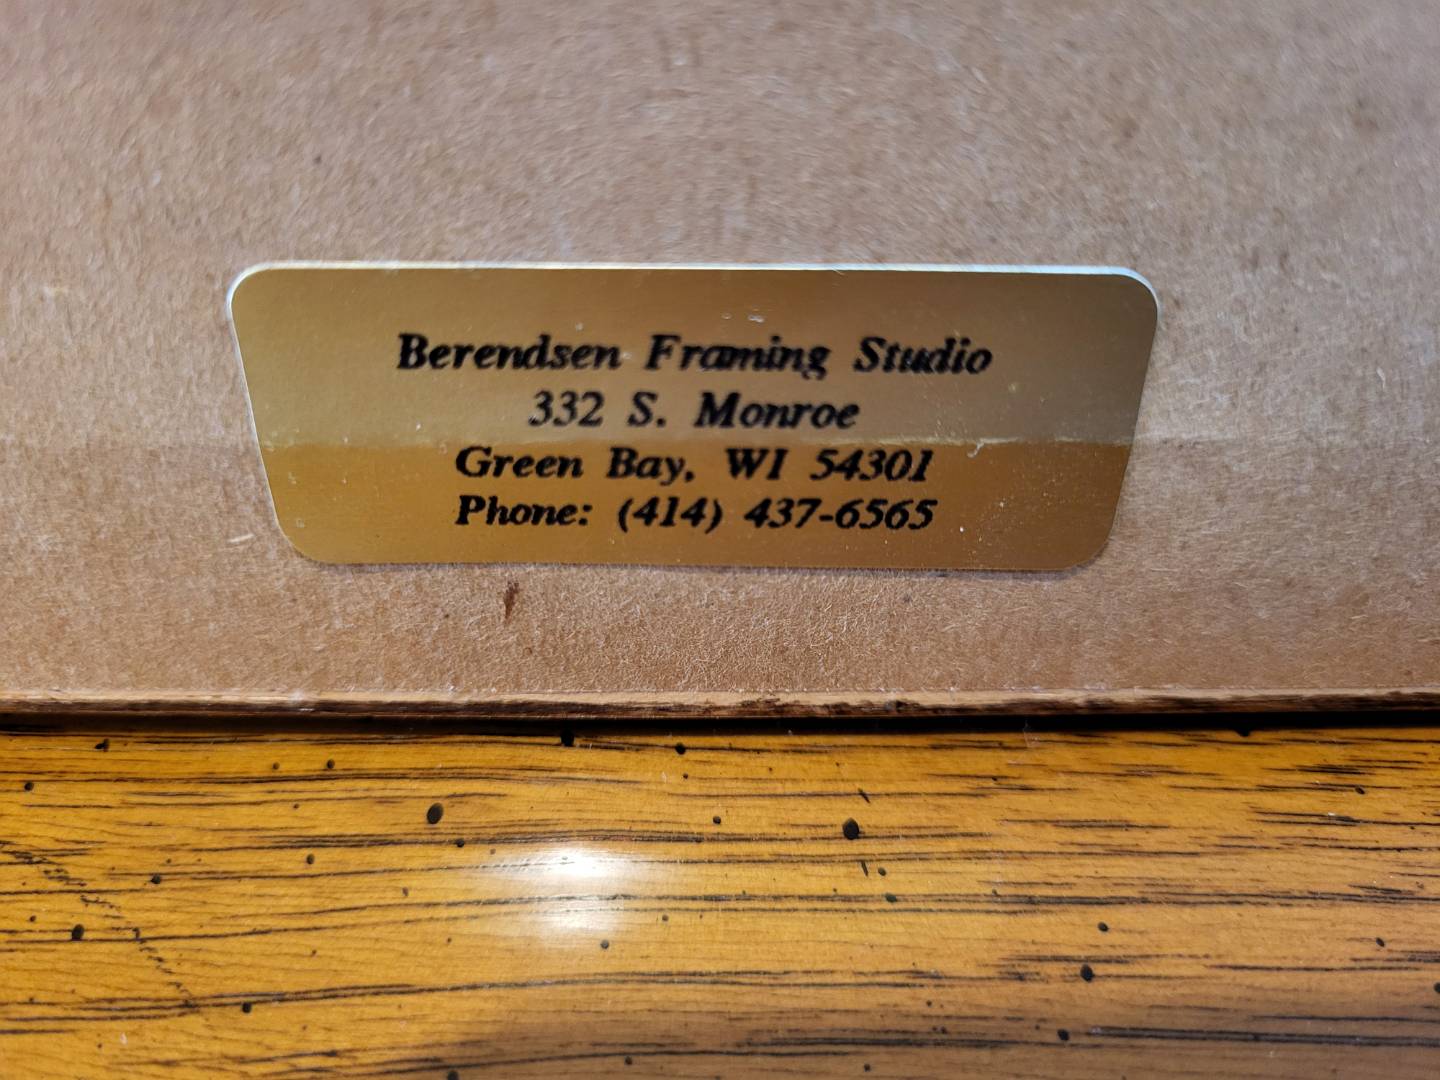 Berendsen Framing Studio
332 S. Monroe
Green Bay, WI 54301
Phone: (414) 437-6565